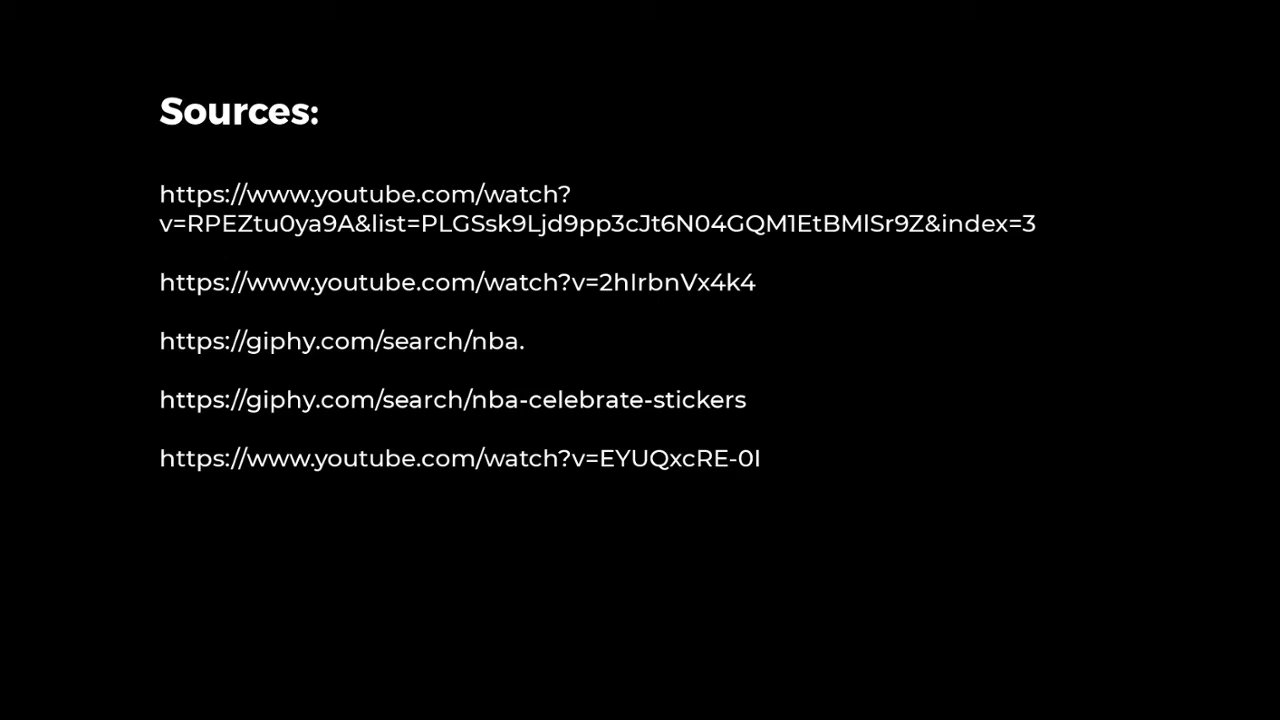 Sources:
https://www.youtube.com/watch?
v=RPEZtu0ya9A&list=PLGSsk9Ljd9pp3cJt6N04GQM1EtBMlSr9Z&index=3
https://www.youtube.com/watch?v=2hIrbnVx4k4
https://giphy.com/search/nba.
https://giphy.com/search/nba-celebrate-stickers
https://www.youtube.com/watch?v=EYUQxcRE-0I